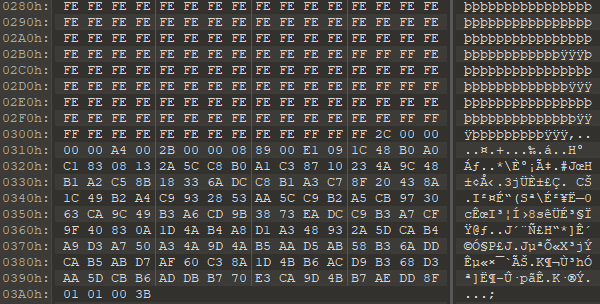 0280h: FE FE FE FE FE FE FE FE FE FE FE FE FE FE FE FE þþþþþþþþþþþþþþþþ
0290h: FE FE FE FE FE FE FE FE FE FE FE FE FE FE FE FE þþþþþþþþþþþþþþþþ
02A0h: FE FE FE FE FE FE FE FE FE FE FE FE FE FE FE FE þþþþþþþþþþþþþþþþ
02B0h: FE FE FE FE FE FE FE FE FE FE FE FE FF FF FF FE þþþþþþþþþþþþÿÿÿþ
02C0h: FE FE FE FE FE FE FE FE FE FE FE FE FE FE FE FE þþþþþþþþþþþþþþþþ
02D0h: FE FE FE FE FE FE FE FE FE FE FE FE FE FE FF FF þþþþþþþþþþþþþþÿÿ
02E0h: FE FE FE FE FE FE FE FE FE FE FE FE FE FE FE FE þþþþþþþþþþþþþþþþ
02F0h: FE FE FE FE FE FE FE FE FE FE FE FE FE FE FF FF þþþþþþþþþþþþþþÿÿ
0300h: FF FE FE FE FE FE FE FE FE FE FF FF FF 2C 00 00 ÿþþþþþþþþþÿÿÿ,..
0310h: 00 00 A4 00 2B 00 00 08 89 00 E1 09 1C 48 B0 A0 ..¤.+...‰.á..H°
0320h: C1 83 08 13 2A 5C C8 B0 A1 C3 87 10 23 4A 9C 48 Áƒ..*\È°¡Ã‡.#JœH
0330h: B1 A2 C5 8B 18 33 6A DC C8 B1 A3 C7 8F 20 43 8A ±¢Å‹.3jÜÈ±£Ç. CŠ
0340h: 1C 49 B2 A4 C9 93 28 53 AA 5C C9 B2 A5 CB 97 30 .I²¤É“(Sª\É²¥Ë—0
0350h: 63 CA 9C 49 B3 A6 CD 9B 38 73 EA DC C9 B3 A7 CF cÊœI³¦Í›8sêÜÉ³§Ï
0360h: 9F 40 83 0A 1D 4A B4 A8 D1 A3 48 93 2A 5D CA B4 Ÿ@ƒ..J´¨Ñ£H“*]Ê´
0370h: A9 D3 A7 50 A3 4A 9D 4A B5 AA D5 AB 58 B3 6A DD ©Ó§P£J.JµªÕ«X³jÝ
0380h: CA B5 AB D7 AF 60 C3 8A 1D 4B B6 AC D9 B3 68 D3 Êµ«×¯`ÃŠ.K¶¬Ù³hÓ
0390h: AA 5D CB B6 AD DB B7 70 E3 CA 9D 4B B7 AE DD 8F ª]Ë¶-Û·pãÊ.K·®Ý.
03A0h: 01 01 00 3B ...;